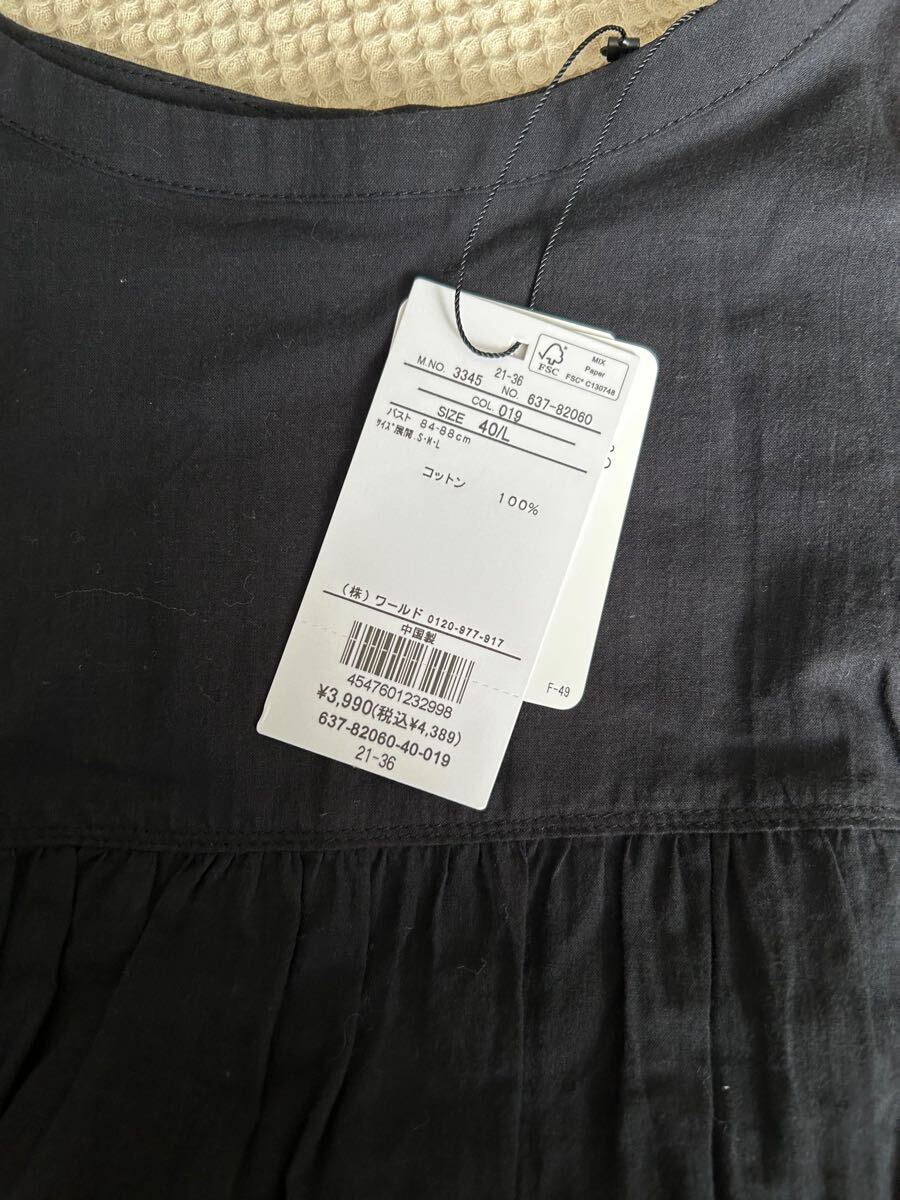 FSC
MIX
Paper
FSC® C130748
21-36
M.NO. 3345 NO. 637-82060
COL. 019
SIZE 40/L
バスト 84-88cm
ｻｲｽﾞ展開 S・M・L
コットン 100%
(株)ワールド 0120-977-917
中国製
4547601232998
¥3,990(税込¥4,389)
637-82060-40-019
21-36
F-49